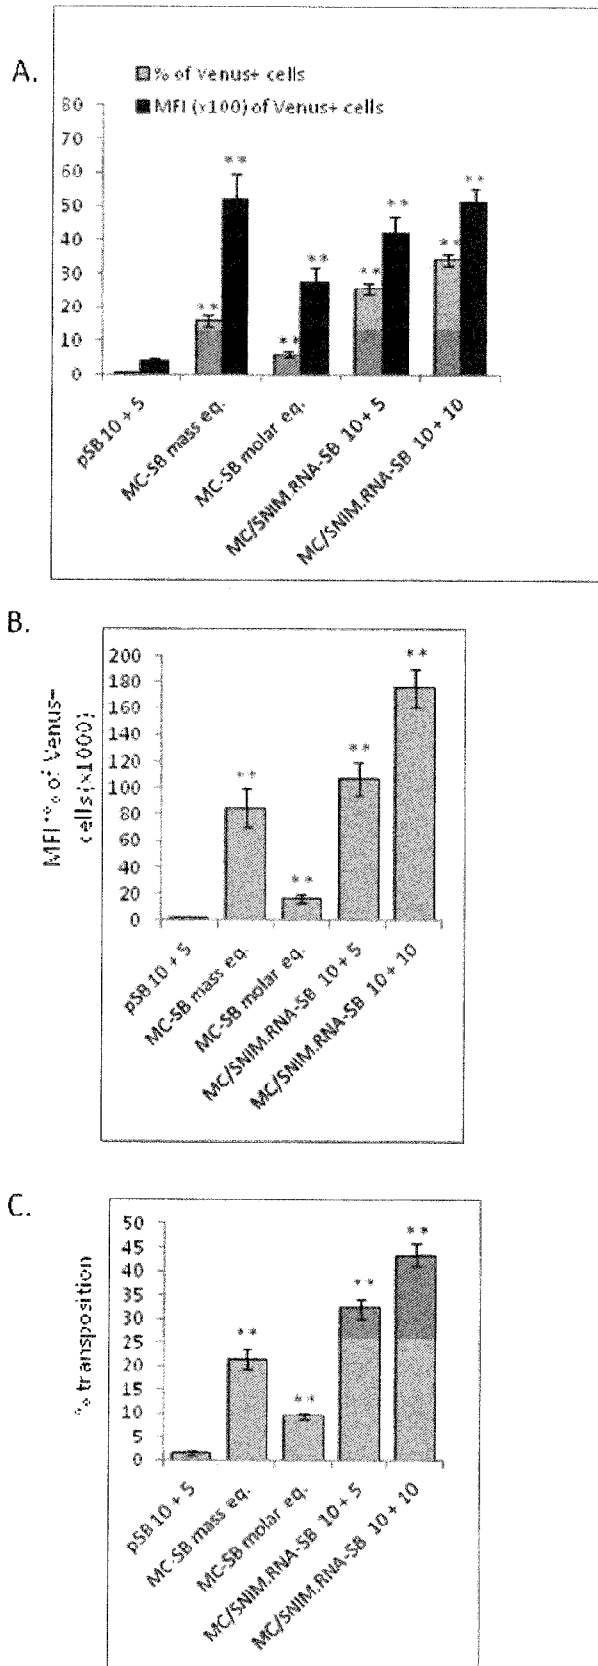 A.
% of Venus+ cells
MFI (x100) of Venus+ cells
80
70
60
50
40
30
20
10
0
**
**
**
**
**
**
**
**
pSB 10 + 5
MC-SB mass eq.
MC-SB molar eq.
MC/SNIM.RNA-SB 10 + 5
MC/SNIM.RNA-SB 10 + 10
B.
MFI*% of Venus+
cells (x1000)
200
180
160
140
120
100
80
60
40
20
0
**
**
**
**
pSB 10 + 5
MC-SB mass eq.
MC-SB molar eq.
MC/SNIM.RNA-SB 10 + 5
MC/SNIM.RNA-SB 10 + 10
C.
% transposition
50
45
40
35
30
25
20
15
10
5
0
**
**
**
**
pSB 10 + 5
MC-SB mass eq.
MC-SB molar eq.
MC/SNIM.RNA-SB 10 + 5
MC/SNIM.RNA-SB 10 + 10